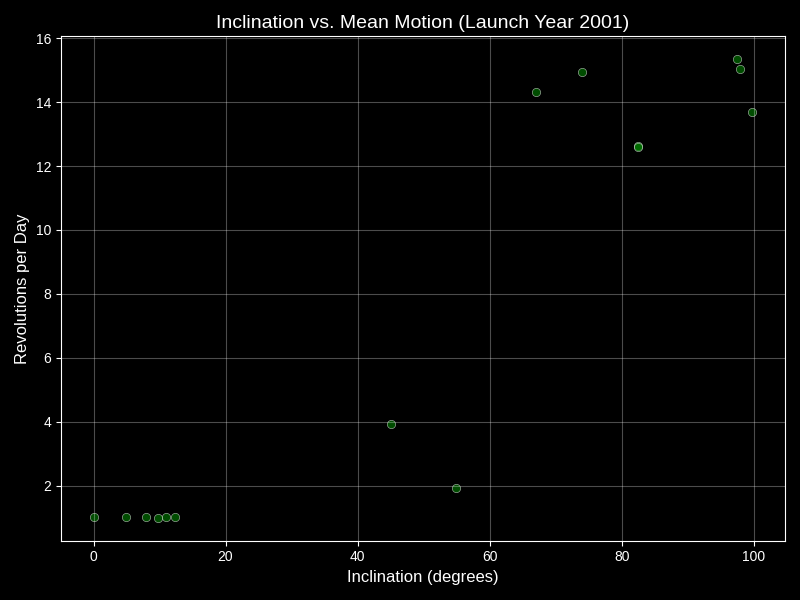 Inclination vs. Mean Motion (Launch Year 2001)
16
14
12
10
8
6
4
2
Revolutions per Day
0 20 40 60 80 100
Inclination (degrees)